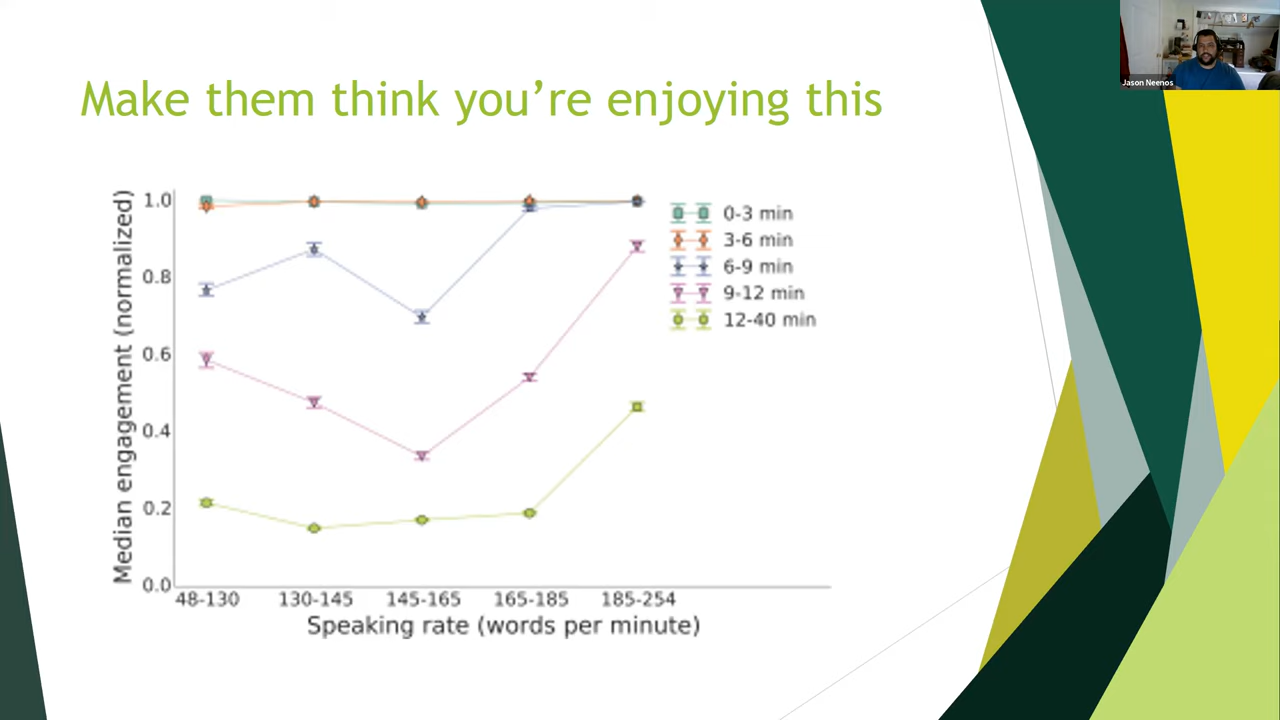 Make them think you're enjoying this
Jason Neenos
Median engagement (normalized)
1.0
0.8
0.6
0.4
0.2
0.0
48-130 130-145 145-165 165-185 185-254
Speaking rate (words per minute)
0-3 min
3-6 min
6-9 min
9-12 min
12-40 min